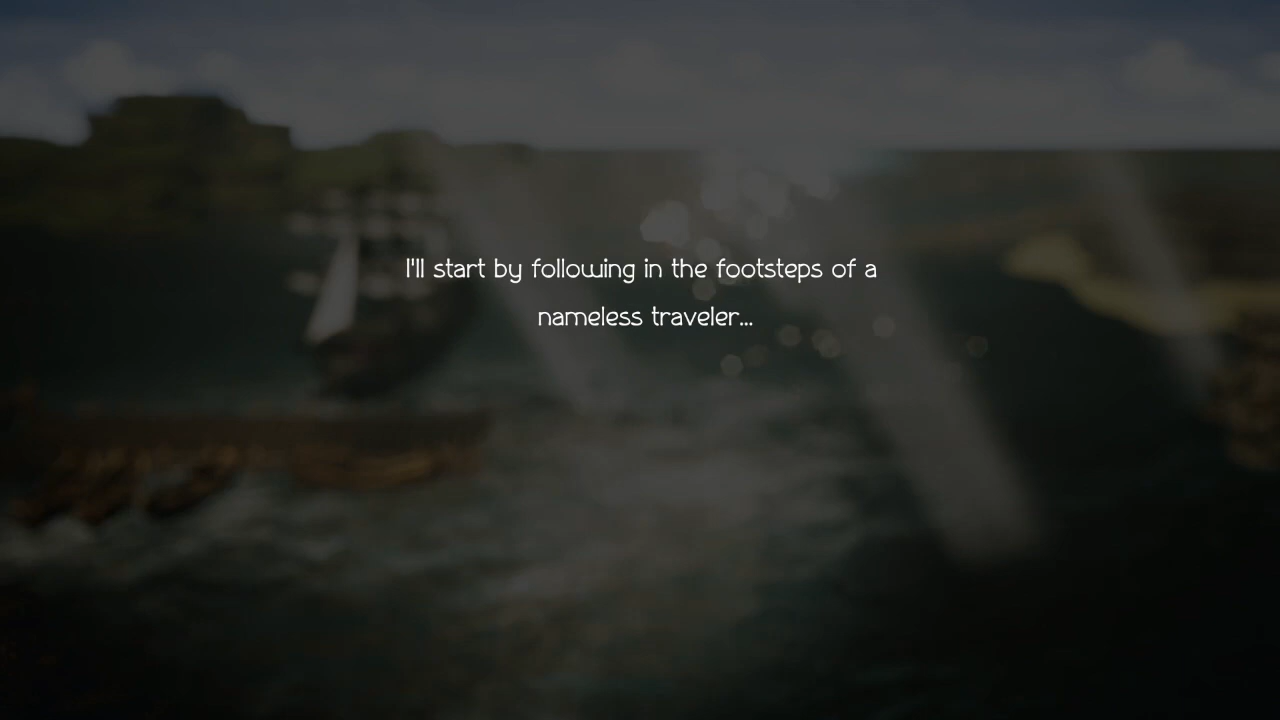 I'll start by following in the footsteps of a
nameless traveler...